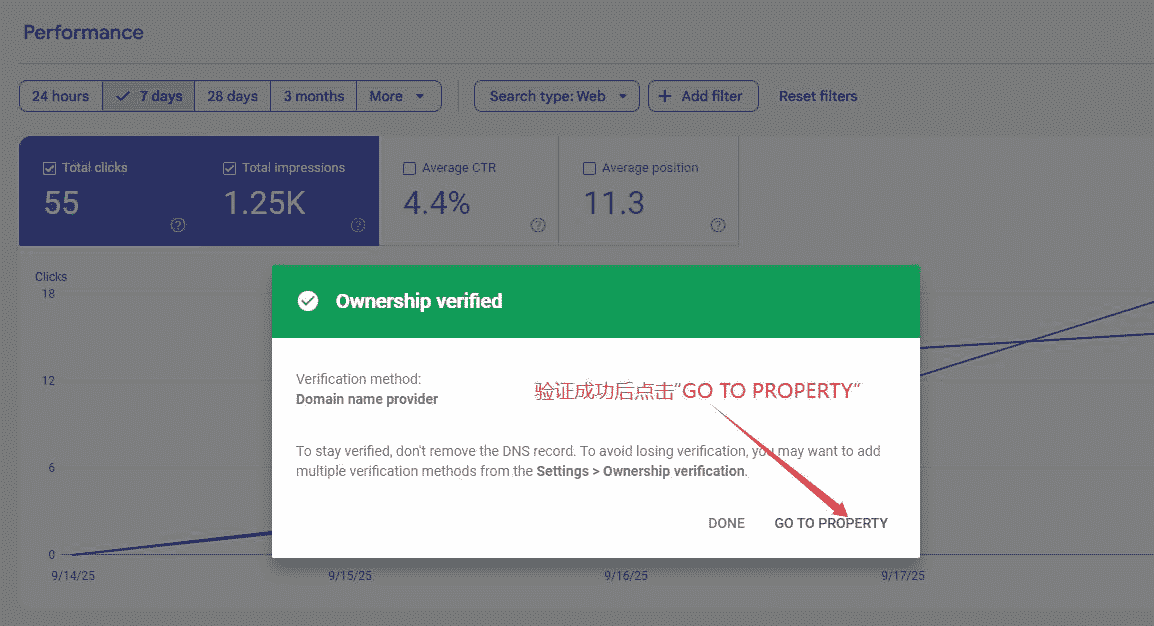 Performance
24 hours 7 days 28 days 3 months More Search type: Web + Add filter Reset filters
Total clicks Total impressions Average CTR Average position
55 1.25K 4.4% 11.3
Clicks
18
12
6
0
9/14/25 9/15/25 9/16/25 9/17/25
Ownership verified
Verification method:
Domain name provider
验证成功后点击“GO TO PROPERTY“
To stay verified, don't remove the DNS record. To avoid losing verification, you may want to add
multiple verification methods from the Settings > Ownership verification.
DONE GO TO PROPERTY